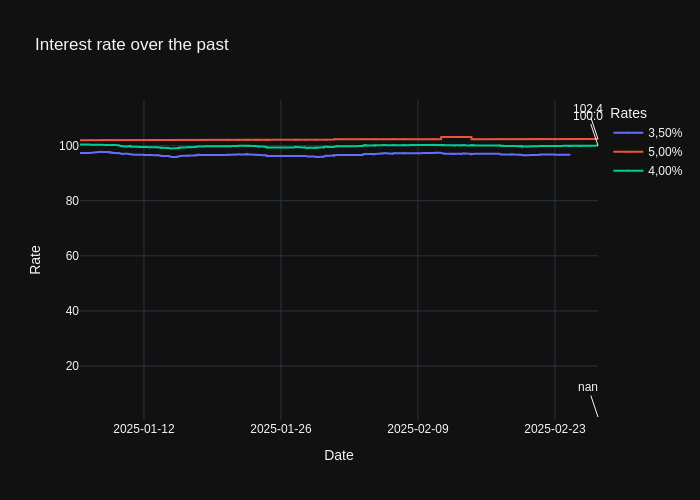 Interest rate over the past
102.4
100.0
Rates
3,50%
5,00%
4,00%
100
80
60
40
20
Rate
nan
2025-01-12
2025-01-26
2025-02-09
2025-02-23
Date